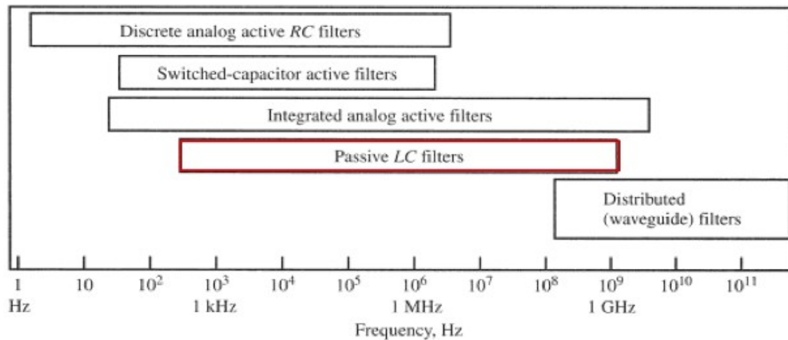 Discrete analog active RC filters
Switched-capacitor active filters
Integrated analog active filters
Passive LC filters
Distributed
(waveguide) filters
1 10 10² 10³ 10⁴ 10⁵ 10⁶ 10⁷ 10⁸ 10⁹ 10¹⁰ 10¹¹
Hz 1 kHz 1 MHz 1 GHz
Frequency, Hz